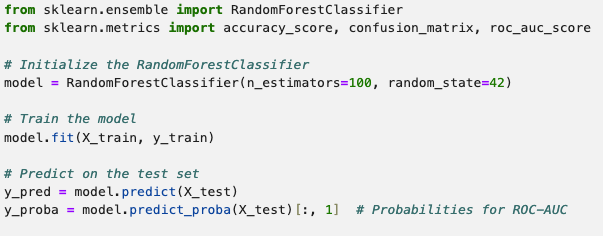 from sklearn.ensemble import RandomForestClassifier
from sklearn.metrics import accuracy_score, confusion_matrix, roc_auc_score
# Initialize the RandomForestClassifier
model = RandomForestClassifier(n_estimators=100, random_state=42)
# Train the model
model.fit(X_train, y_train)
# Predict on the test set
y_pred = model.predict(X_test)
y_proba = model.predict_proba(X_test)[:, 1]  # Probabilities for ROC-AUC